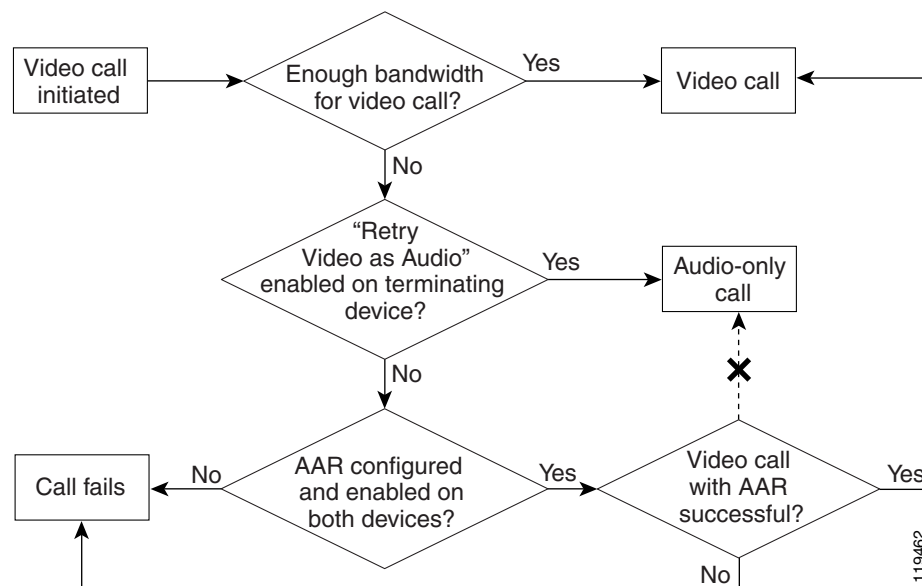 Video call
initiated
Enough bandwidth
for video call?
Yes
Video call
No
“Retry
Video as Audio”
enabled on terminating
device?
Yes
Audio-only
call
No
Call fails
No
AAR configured
and enabled on
both devices?
Yes
Video call
with AAR
successful?
Yes
No
119462